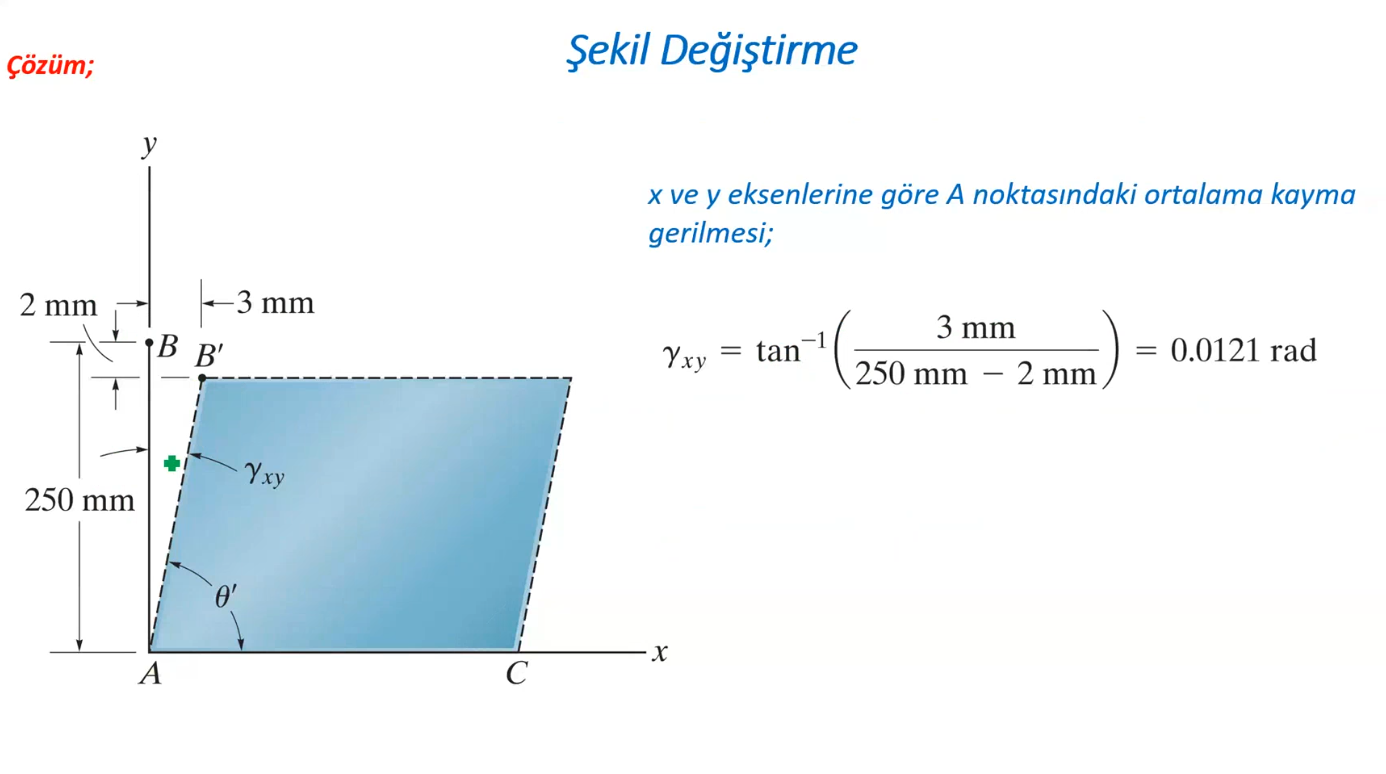 Şekil Değiştirme
Çözüm;
y
x ve y eksenlerine göre A noktasındaki ortalama kayma
gerilmesi;
2 mm
3 mm
B
B′
γxy = tan⁻¹(3 mm / 250 mm − 2 mm) = 0.0121 rad
γxy
250 mm
θ′
x
A
C